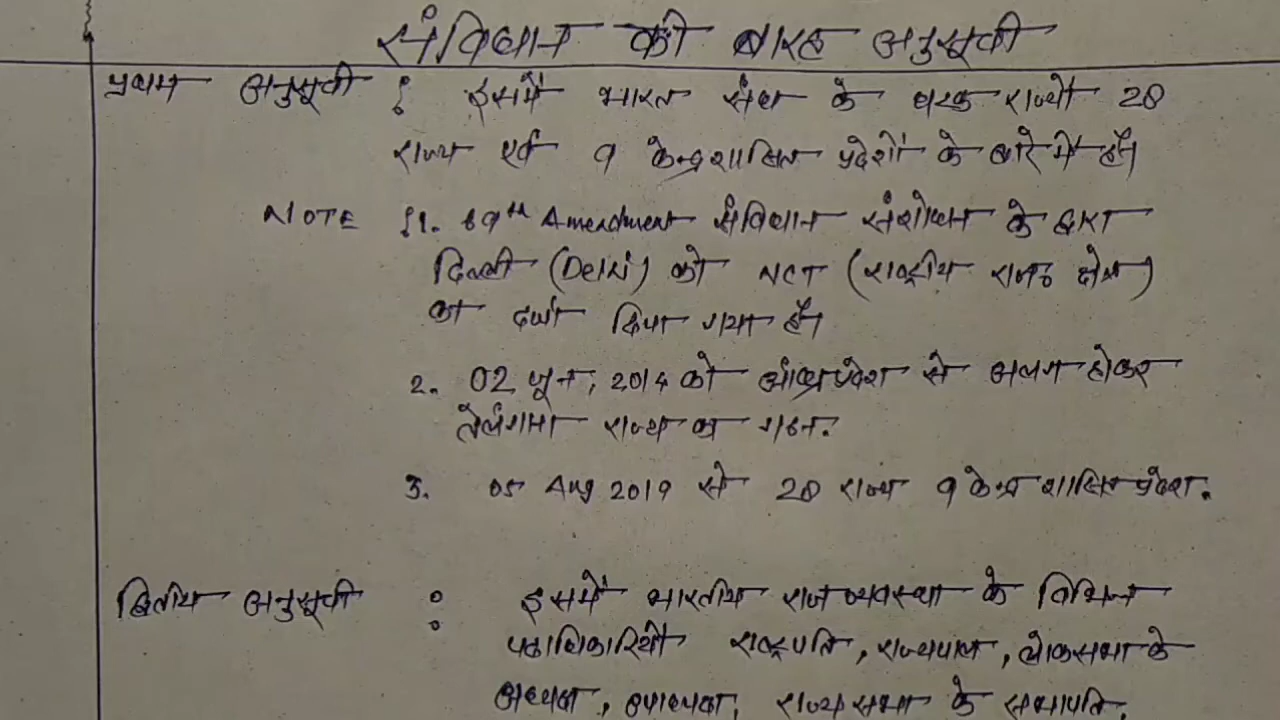 संविधान की बारह अनुसूची
प्रथम अनुसूची : इसमें भारत संघ के घटक राज्यों 28
राज्य एवं 9 केन्द्रशासित प्रदेशों के बारे में है।
NOTE :1. 69th Amendment संविधान संशोधन के द्वारा
दिल्ली (Delhi) को NCT (राष्ट्रीय राज० क्षेत्र)
का दर्जा दिया गया है।
2. 02 जून, 2014 को आंध्रप्रदेश से अलग होकर
तेलंगाना राज्य का गठन.
3. 05 Aug 2019 से 28 राज्य 9 केन्द्र शासित प्रदेश.
द्वितीय अनुसूची : इसमें भारतीय राजव्यवस्था के विभिन्न
पदाधिकारियों राष्ट्रपति, राज्यपाल, लोकसभा के
अध्यक्ष, उपाध्यक्ष, राज्यसभा के सभापति,